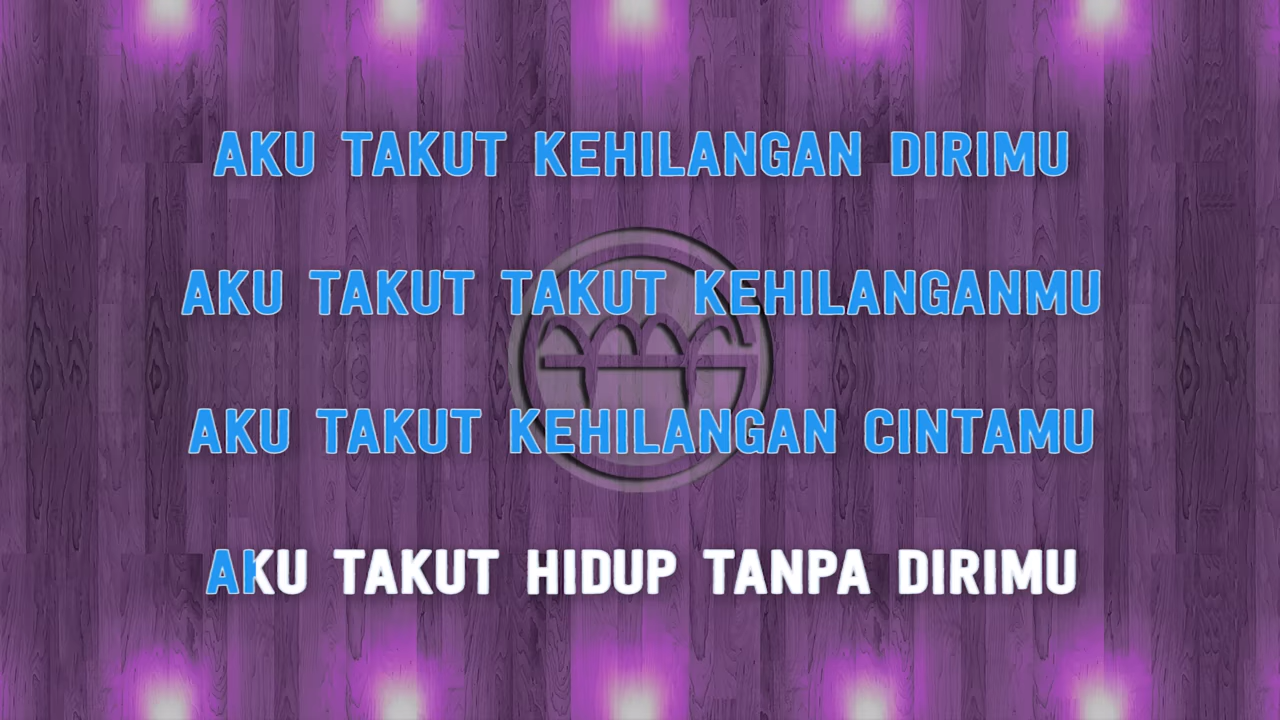 AKU TAKUT KEHILANGAN DIRIMU
AKU TAKUT TAKUT KEHILANGANMU
AKU TAKUT KEHILANGAN CINTAMU
AKU TAKUT HIDUP TANPA DIRIMU